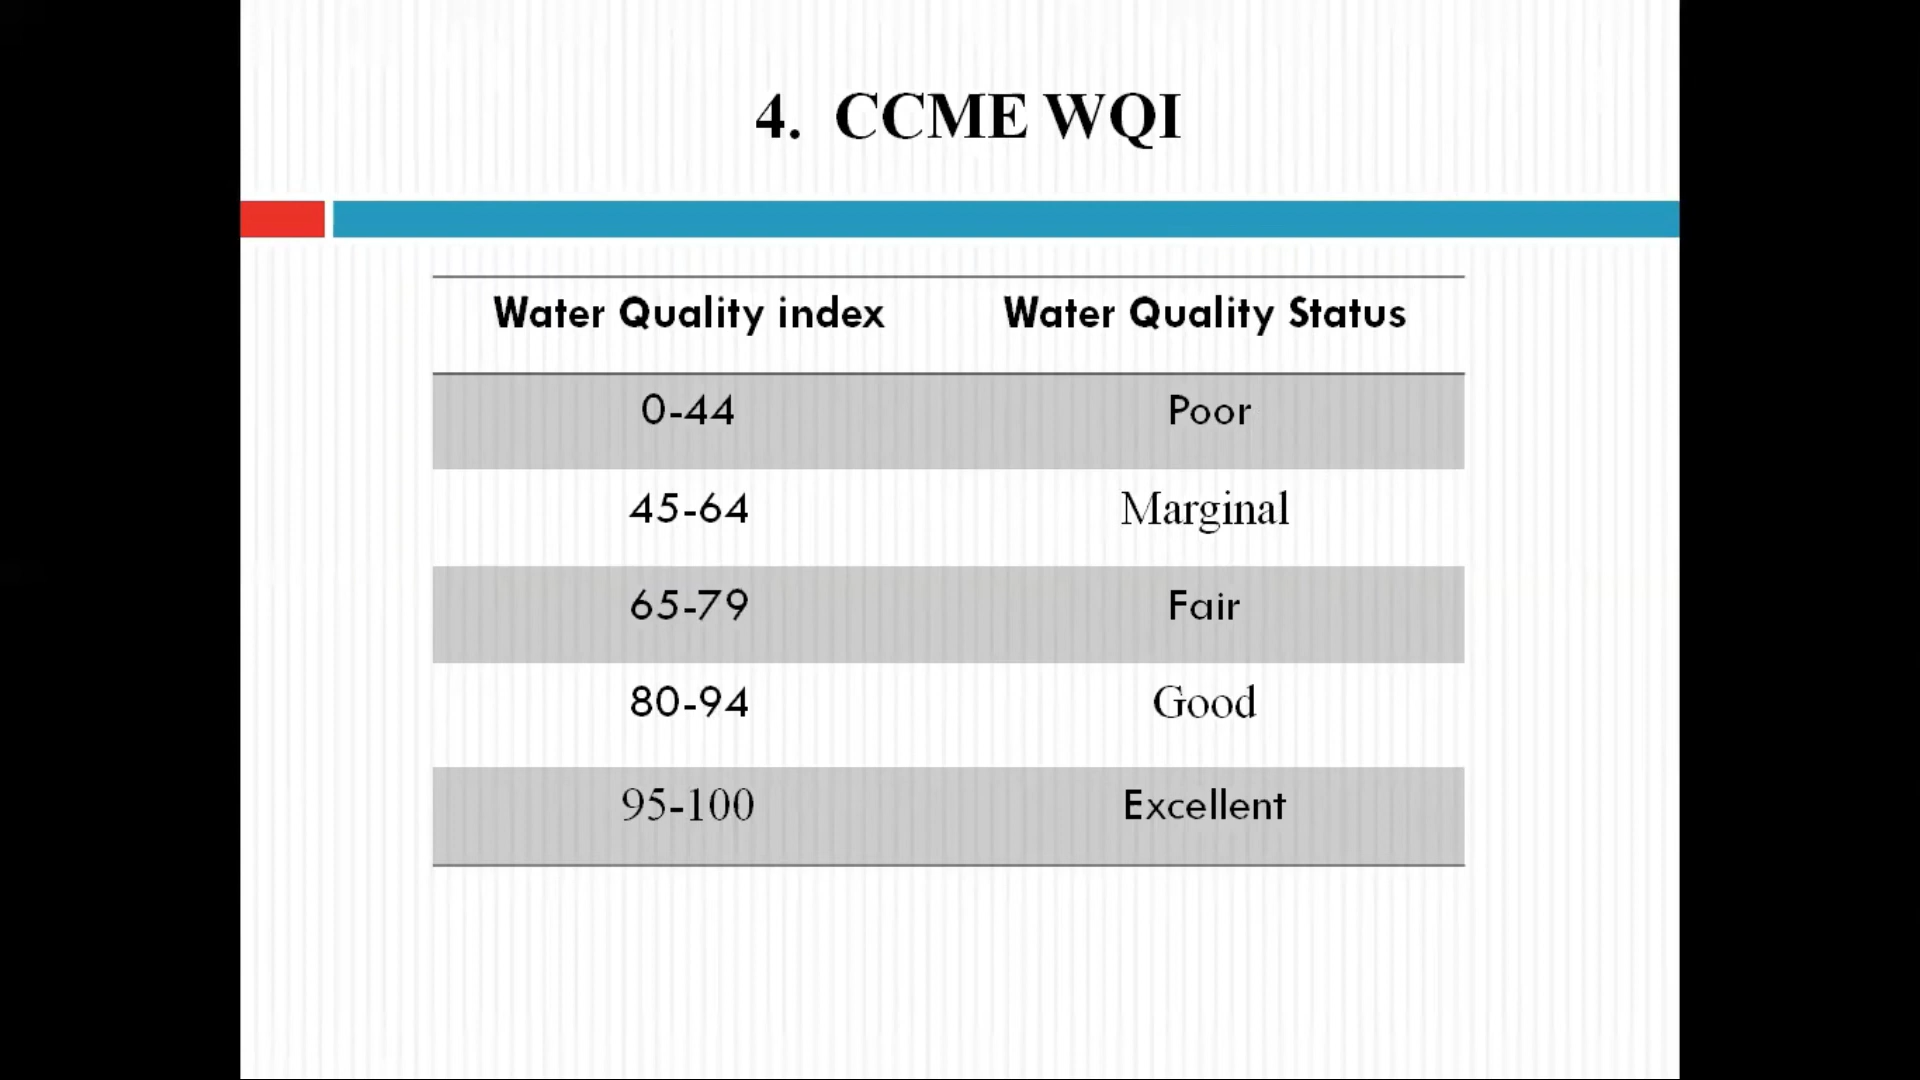 4. CCME WQI
Water Quality index Water Quality Status
0-44 Poor
45-64 Marginal
65-79 Fair
80-94 Good
95-100 Excellent